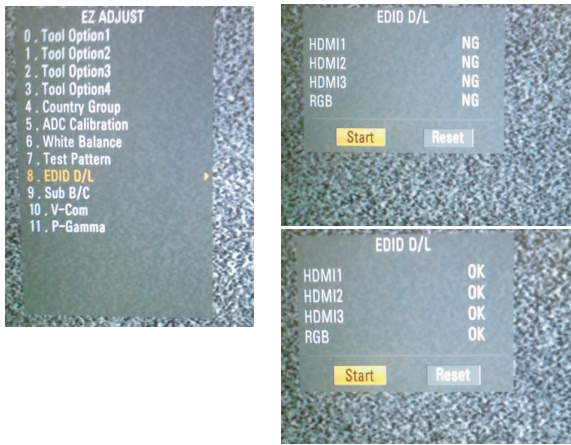 EZ ADJUST
0 . Tool Option1
1 . Tool Option2
2 . Tool Option3
3 . Tool Option4
4 . Country Group
5 . ADC Calibration
6 . White Balance
7 . Test Pattern
8 . EDID D/L
9 . Sub B/C
10 . V-Com
11 . P-Gamma
EDID D/L
HDMI1 NG
HDMI2 NG
HDMI3 NG
RGB NG
Start Reset
EDID D/L
HDMI1 OK
HDMI2 OK
HDMI3 OK
RGB OK
Start Reset